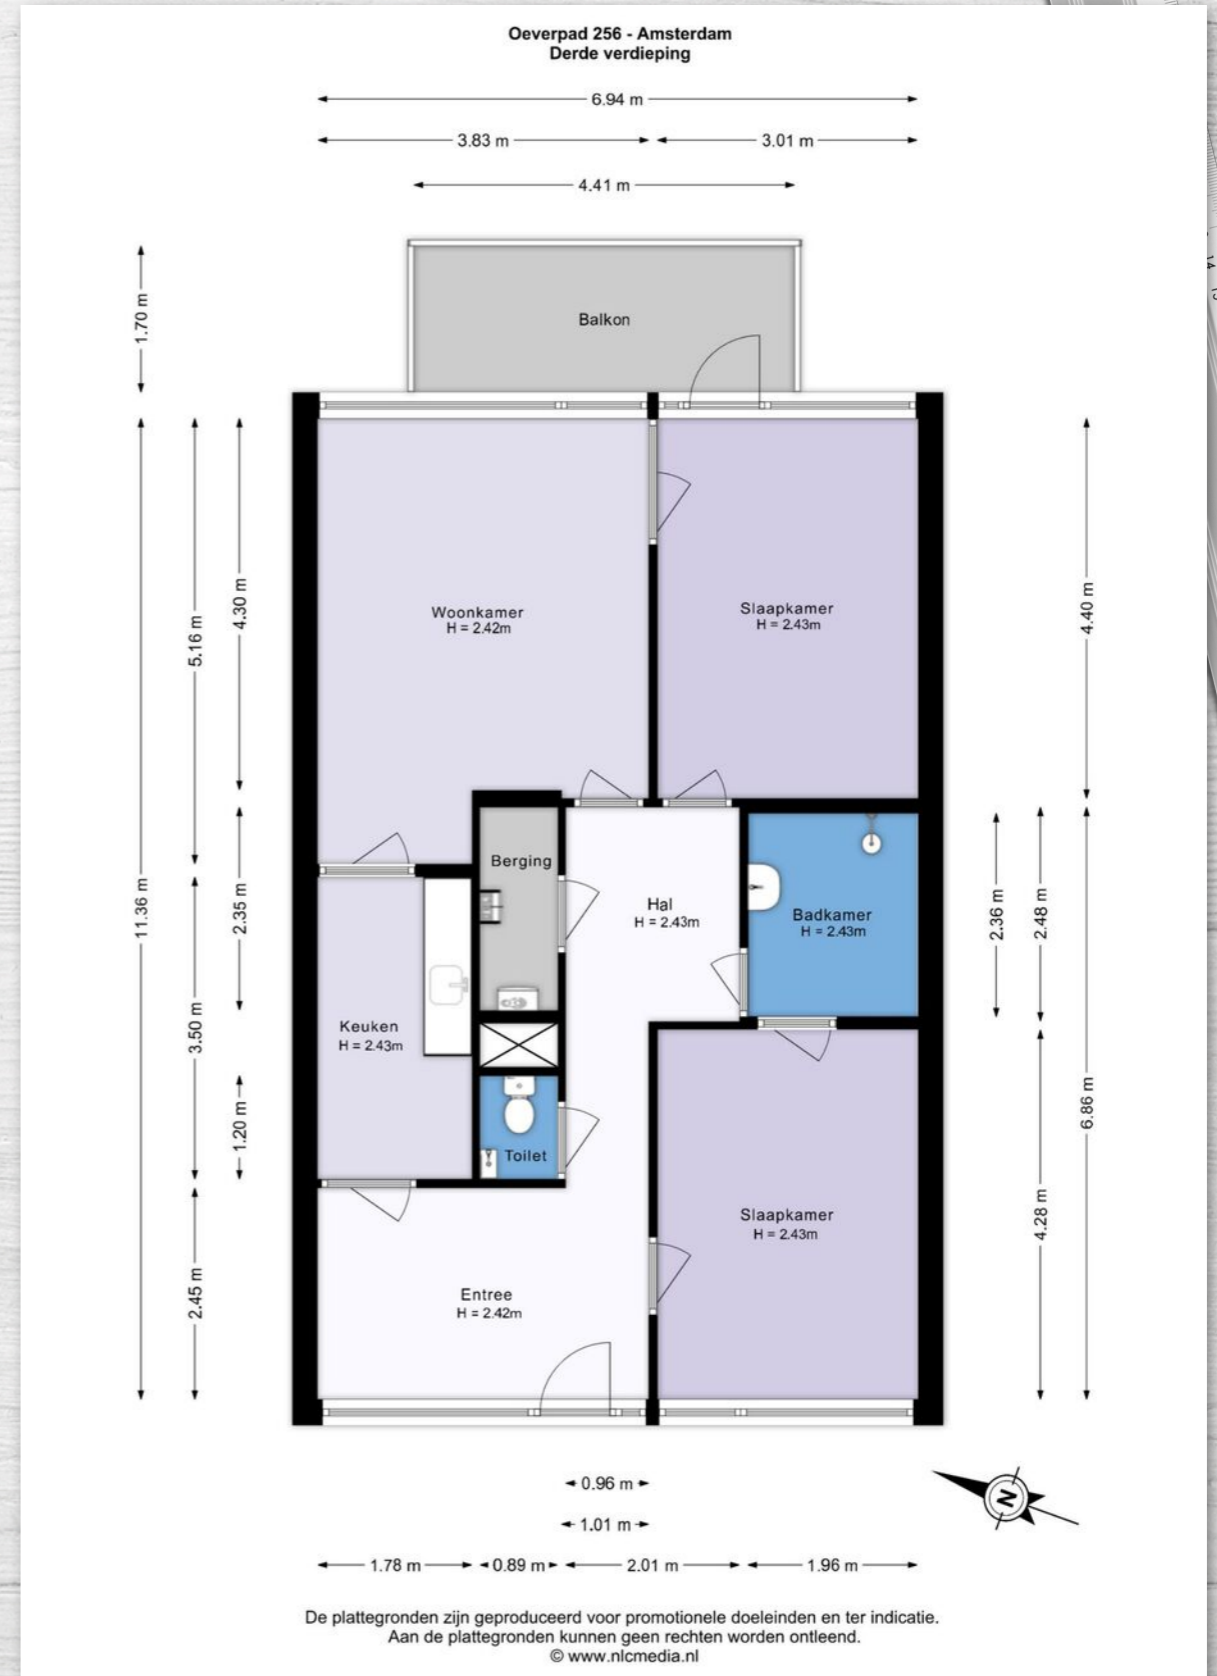 Oeverpad 256 - Amsterdam
Derde verdieping
6.94 m
3.83 m
3.01 m
4.41 m
1.70 m
Balkon
11.36 m
5.16 m
4.30 m
Woonkamer
H = 2.42m
Slaapkamer
H = 2.43m
4.40 m
2.35 m
Berging
Hal
H = 2.43m
Badkamer
H = 2.43m
2.36 m
2.48 m
3.50 m
Keuken
H = 2.43m
1.20 m
Toilet
6.86 m
Slaapkamer
H = 2.43m
4.28 m
2.45 m
Entree
H = 2.42m
N
0.96 m
1.01 m
1.78 m
0.89 m
2.01 m
1.96 m
De plattegronden zijn geproduceerd voor promotionele doeleinden en ter indicatie.
Aan de plattegronden kunnen geen rechten worden ontleend.
© www.nlcmedia.nl